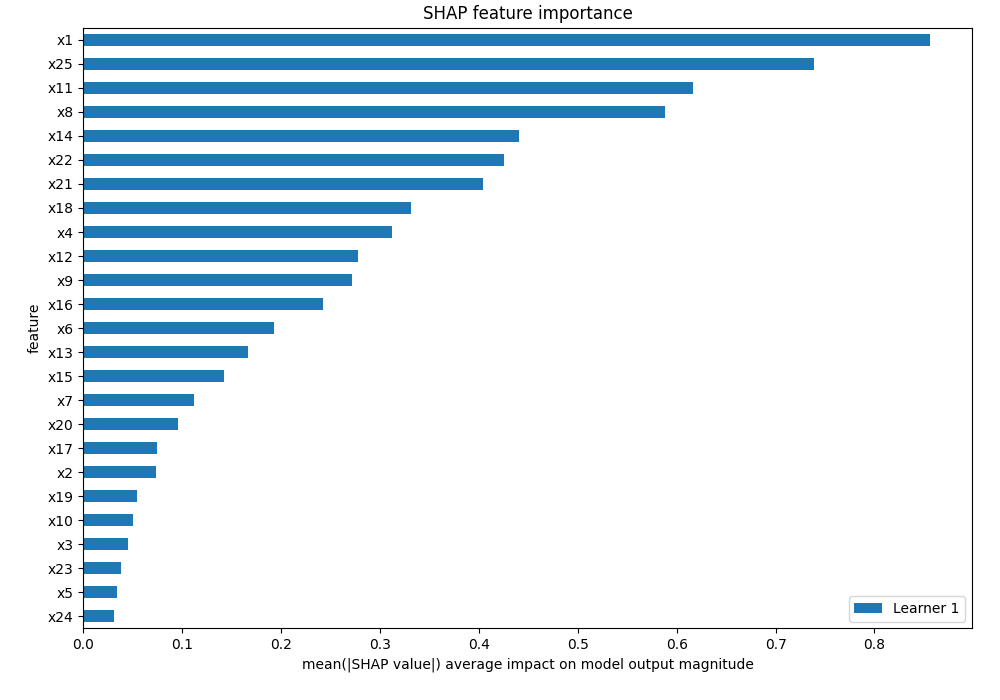 SHAP feature importance
x1
x25
x11
x8
x14
x22
x21
x18
x4
x12
x9
x16
x6
x13
x15
x7
x20
x17
x2
x19
x10
x3
x23
x5
x24
feature
Learner 1
0.0 0.1 0.2 0.3 0.4 0.5 0.6 0.7 0.8
mean(|SHAP value|) average impact on model output magnitude